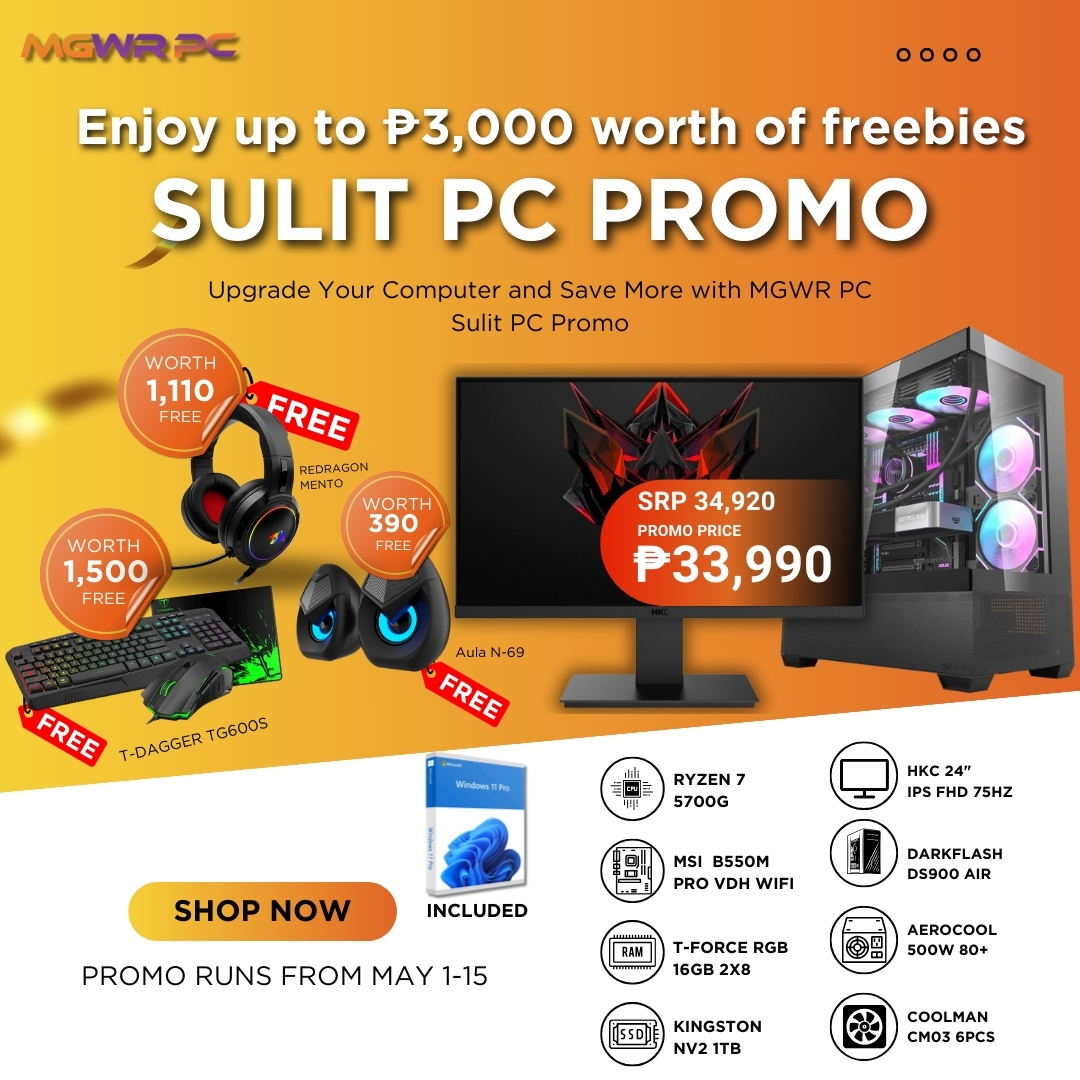 MGWR PC
Enjoy up to ₱3,000 worth of freebies
SULIT PC PROMO
Upgrade Your Computer and Save More with MGWR PC
Sulit PC Promo
WORTH
1,110
FREE
FREE
REDRAGON
MENTO
WORTH
390
FREE
WORTH
1,500
FREE
Aula N-69
FREE
FREE
T-DAGGER TG600S
SRP 34,920
PROMO PRICE
₱33,990
HKC
Microsoft
Windows 11 Pro
Windows 11 Pro
INCLUDED
SHOP NOW
PROMO RUNS FROM MAY 1-15
CPU
RYZEN 7
5700G
MSI B550M
PRO VDH WIFI
RAM
T-FORCE RGB
16GB 2X8
SSD
KINGSTON
NV2 1TB
HKC 24"
IPS FHD 75HZ
DARKFLASH
DS900 AIR
AEROCOOL
500W 80+
COOLMAN
CM03 6PCS